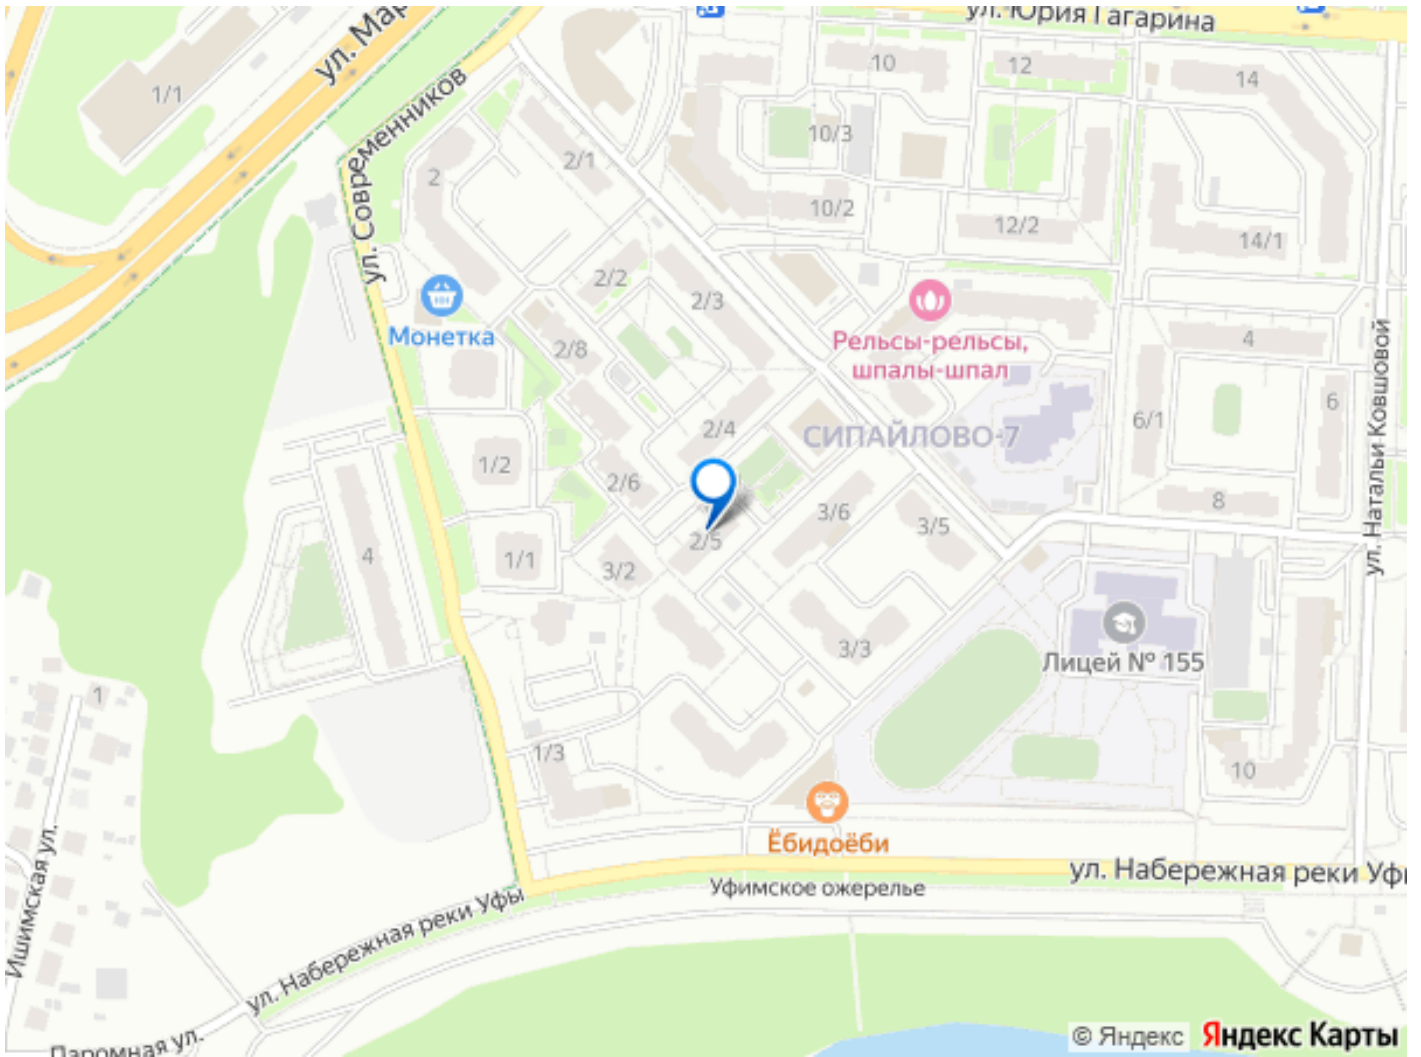 ул. Юрия Гагарина
ул. Мар
1/1
ул. Современников
10
12
14
10/3
2/1
2
10/2
12/2
14/1
2/2
2/3
Монетка
Рельсы-рельсы,
шпалы-шпал
2/8
4
ул. Натальи Ковшовой
6
6/1
2/4
СИПАЙЛОВО-7
1/2
2/6
8
3/6
3/5
2/5
4
1/1
3/2
3/3
Лицей № 155
1
1/3
10
Ёбидоёби
ул. Набережная реки Уф
Уфимское ожерелье
Ишимская ул.
ул. Набережная реки Уфы
Паромная ул.
© Яндекс Яндекс Карты